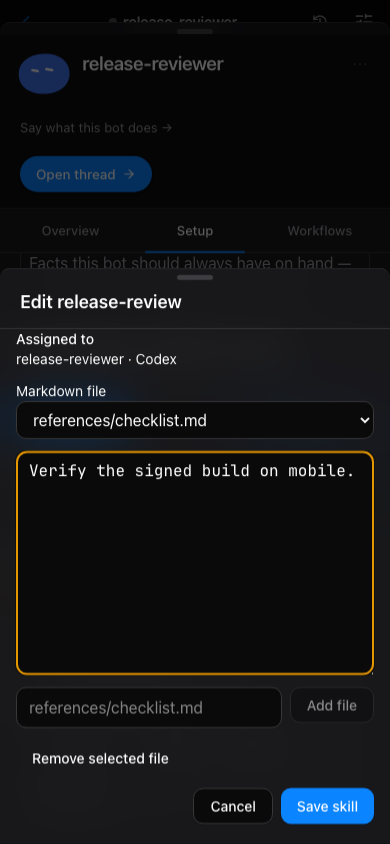 release-reviewer
release-reviewer
Say what this bot does →
Open thread →
Overview
Setup
Workflows
Facts this bot should always have on hand —
Edit release-review
Assigned to
release-reviewer · Codex
Markdown file
references/checklist.md
Verify the signed build on mobile.
references/checklist.md
Add file
Remove selected file
Cancel
Save skill